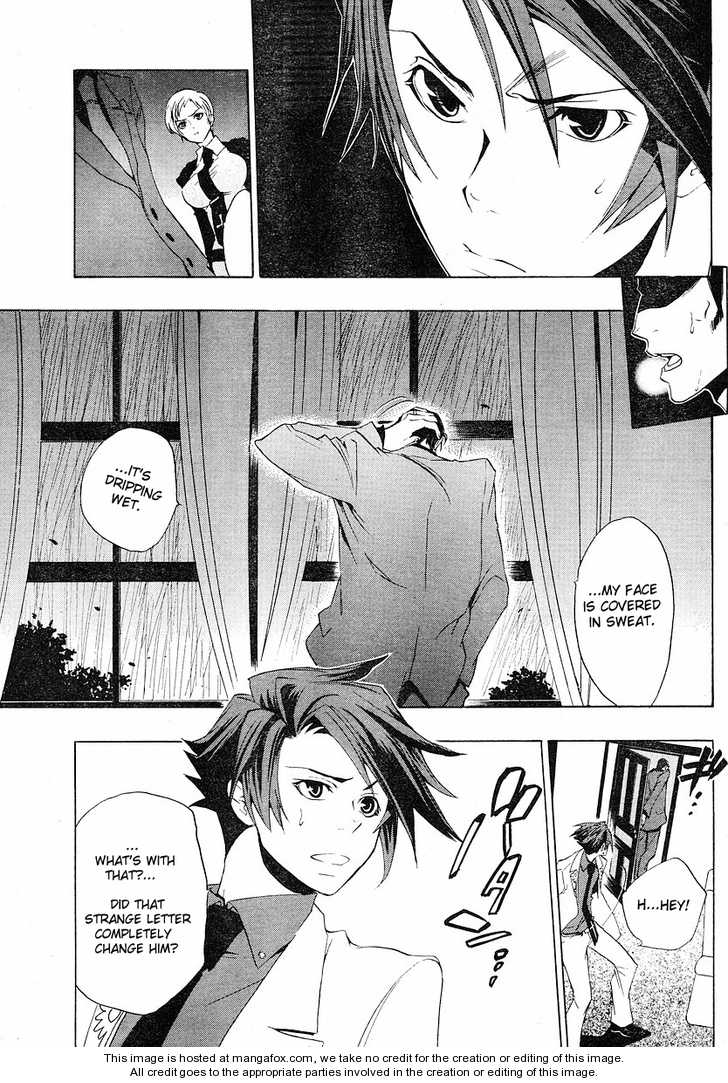 ...MY FACE
IS COVERED
IN SWEAT.
...IT'S
DRIPPING
WET.
H...HEY!
...
WHAT'S WITH
THAT?...
DID THAT
STRANGE LETTER
COMPLETELY
CHANGE HIM?
This image is hosted at mangafox.com, we take no credit for the creation or editing of this image.
All credit goes to the appropriate parties involved in the creation or editing of this image.